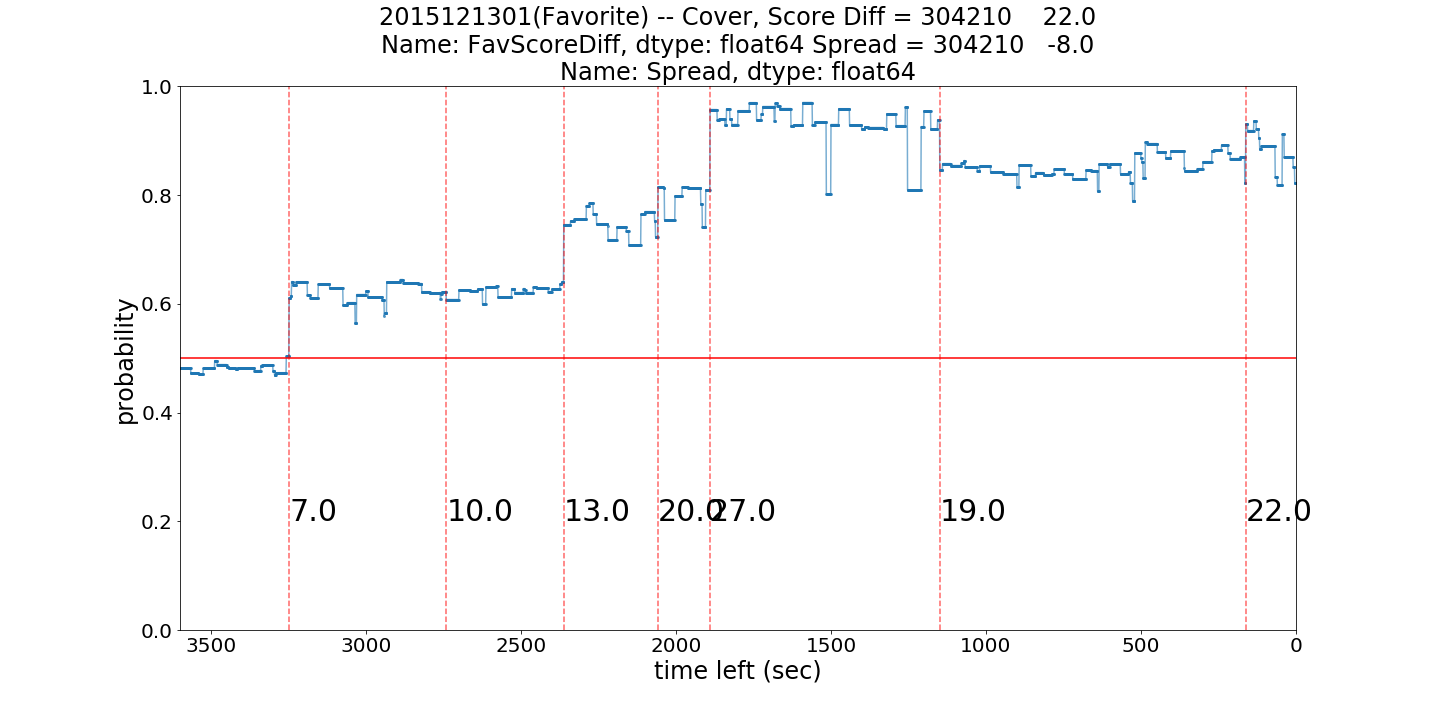 2015121301(Favorite) -- Cover, Score Diff = 304210    22.0
Name: FavScoreDiff, dtype: float64 Spread = 304210   -8.0
Name: Spread, dtype: float64
1.0
0.8
0.6
0.4
0.2
0.0
probability
7.0
10.0
13.0
20.0
27.0
19.0
22.0
3500 3000 2500 2000 1500 1000 500 0
time left (sec)